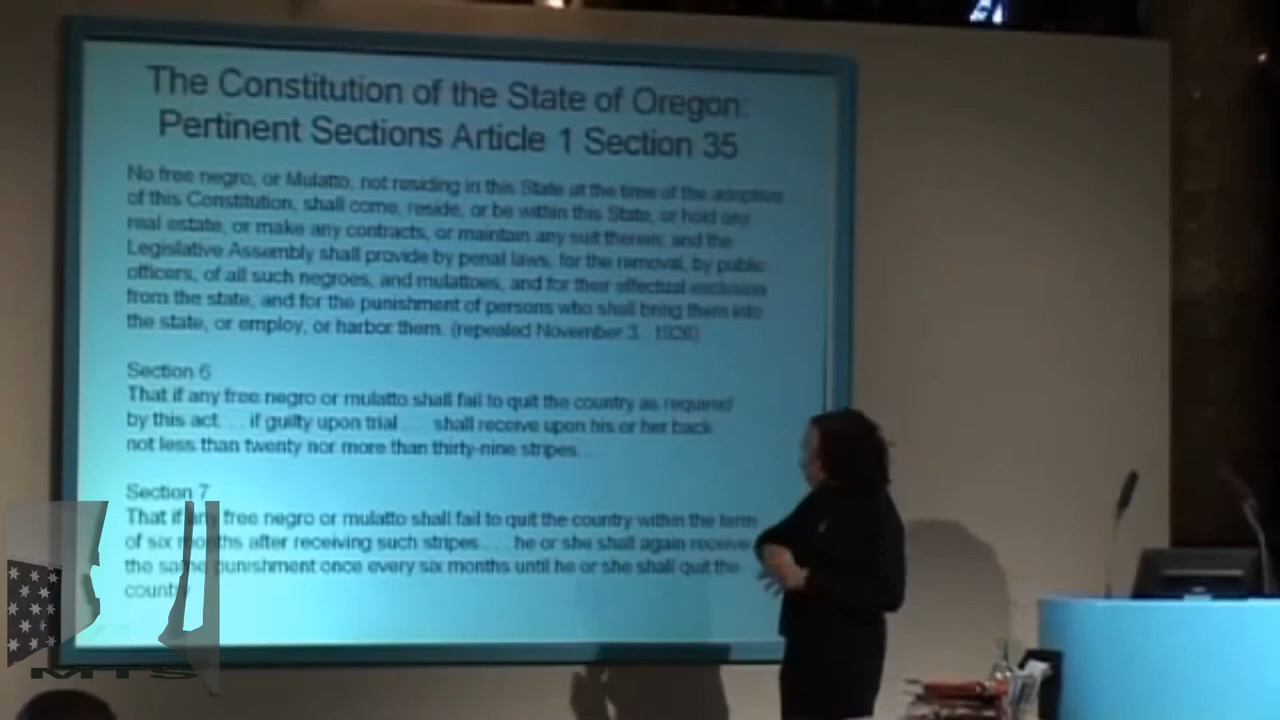 The Constitution of the State of Oregon:
Pertinent Sections Article 1 Section 35
No free negro, or Mulatto, not residing in this State at the time of the adoption
of this Constitution, shall come, reside, or be within this State, or hold any
real estate, or make any contracts, or maintain any suit therein; and the
Legislative Assembly shall provide by penal laws, for the removal, by public
officers, of all such negroes, and mulattoes, and for their effectual exclusion
from the state, and for the punishment of persons who shall bring them into
the state, or employ, or harbor them. (repealed November 3, 1926)
Section 6
That if any free negro or mulatto shall fail to quit the country as required
by this act. . . if guilty upon trial . . . shall receive upon his or her back
not less than twenty nor more than thirty-nine stripes. . .
Section 7
That if any free negro or mulatto shall fail to quit the country within the term
of six months after receiving such stripes . . . he or she shall again receive
the same punishment once every six months until he or she shall quit the
country
MTS